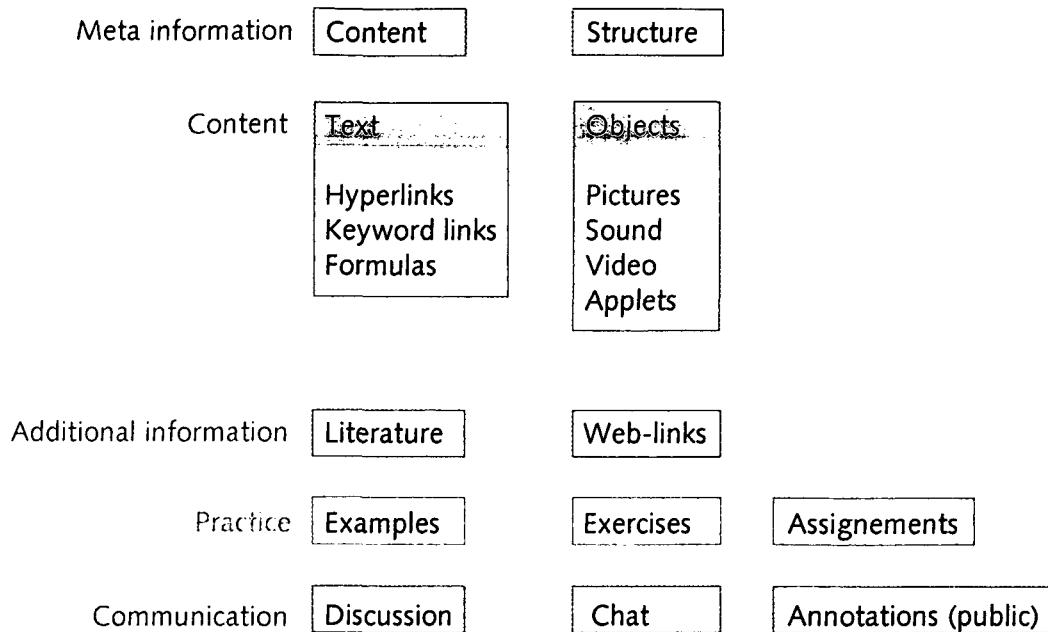 Meta information Content Structure
Content Text Objects
Hyperlinks Pictures
Keyword links Sound
Formulas Video
Applets
Additional information Literature Web-links
Practice Examples Exercises Assignements
Communication Discussion Chat Annotations (public)